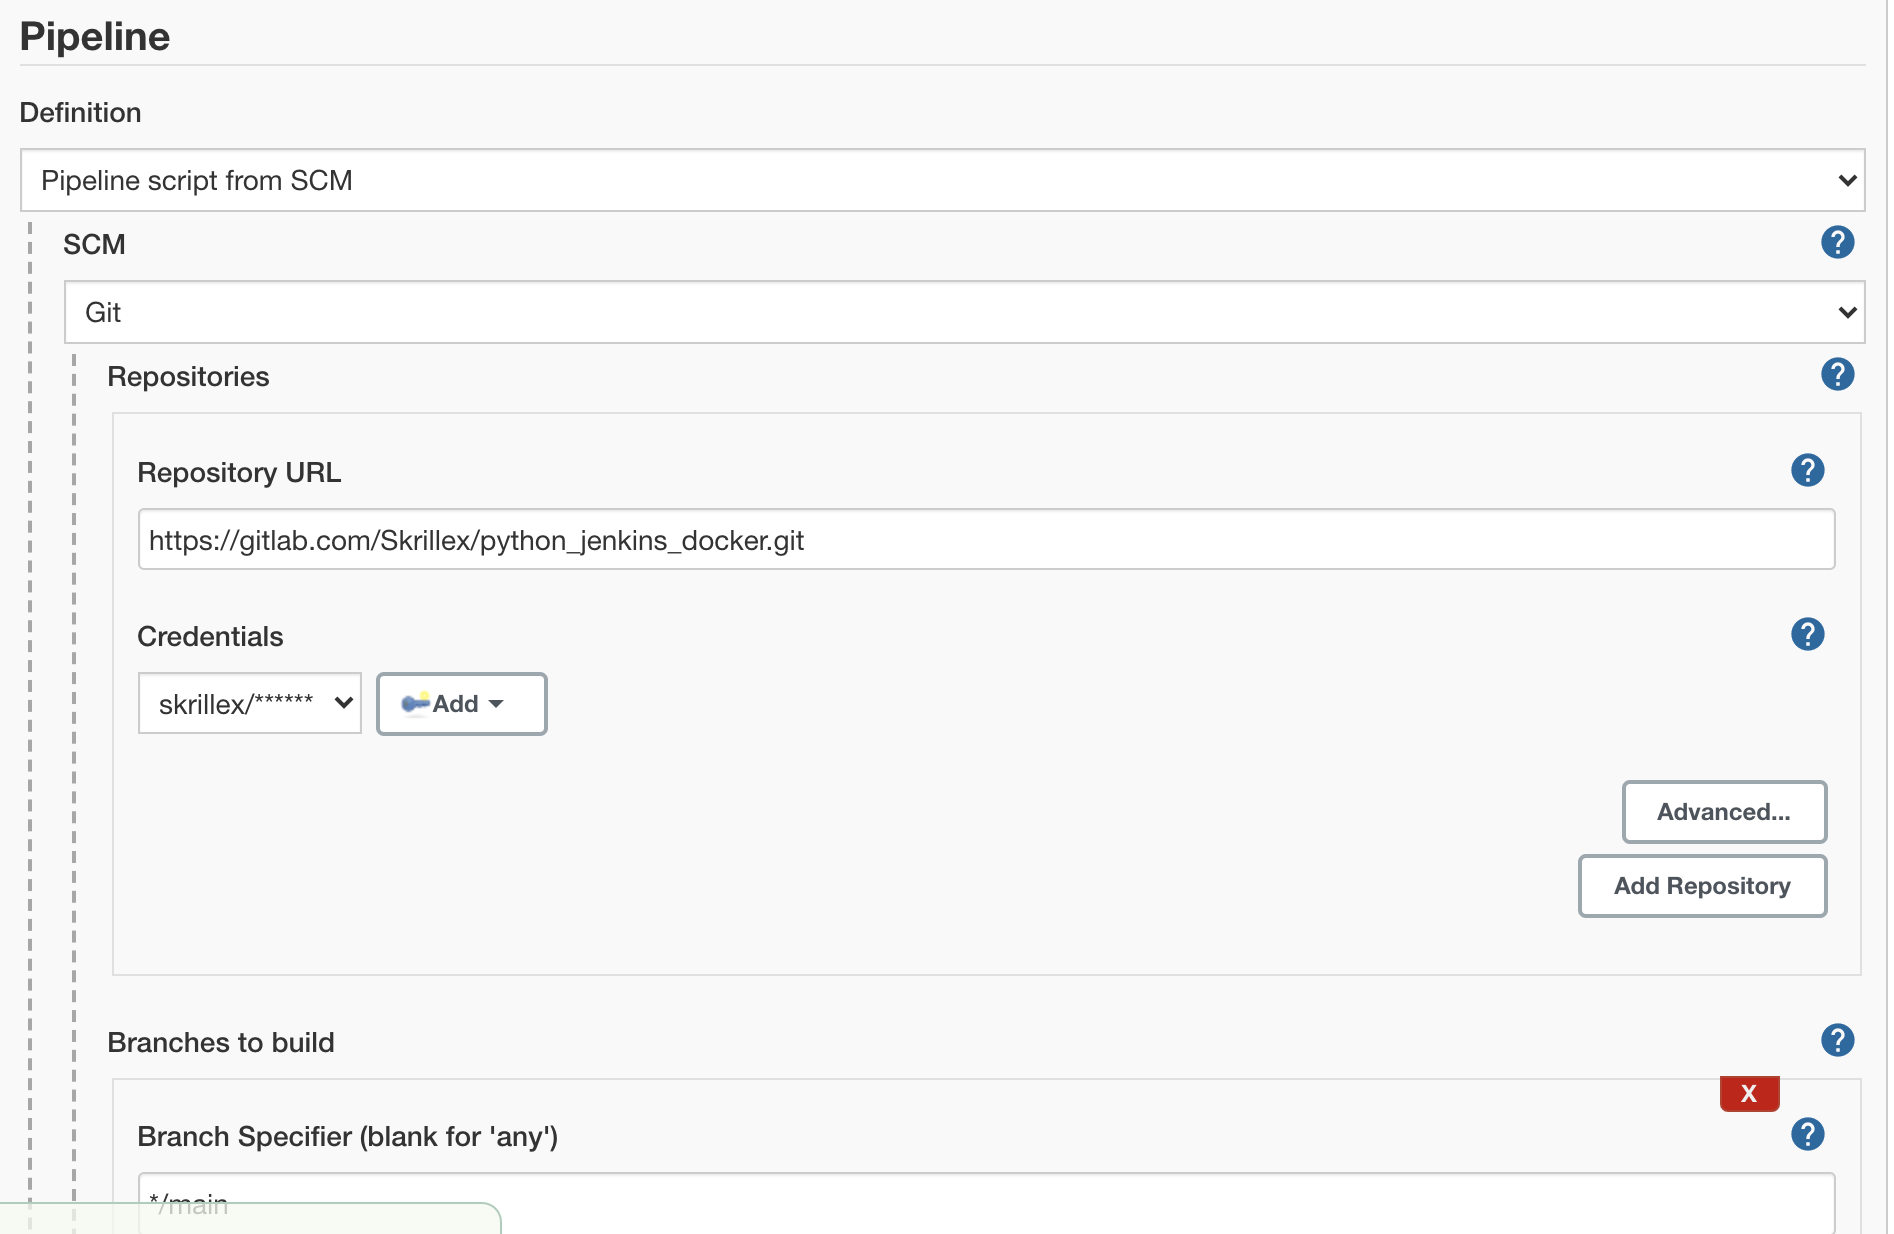 Pipeline
Definition
Pipeline script from SCM
SCM
?
Git
Repositories
?
Repository URL
?
https://gitlab.com/Skrillex/python_jenkins_docker.git
Credentials
?
skrillex/******
Add
Advanced...
Add Repository
Branches to build
?
X
Branch Specifier (blank for 'any')
?
*/main